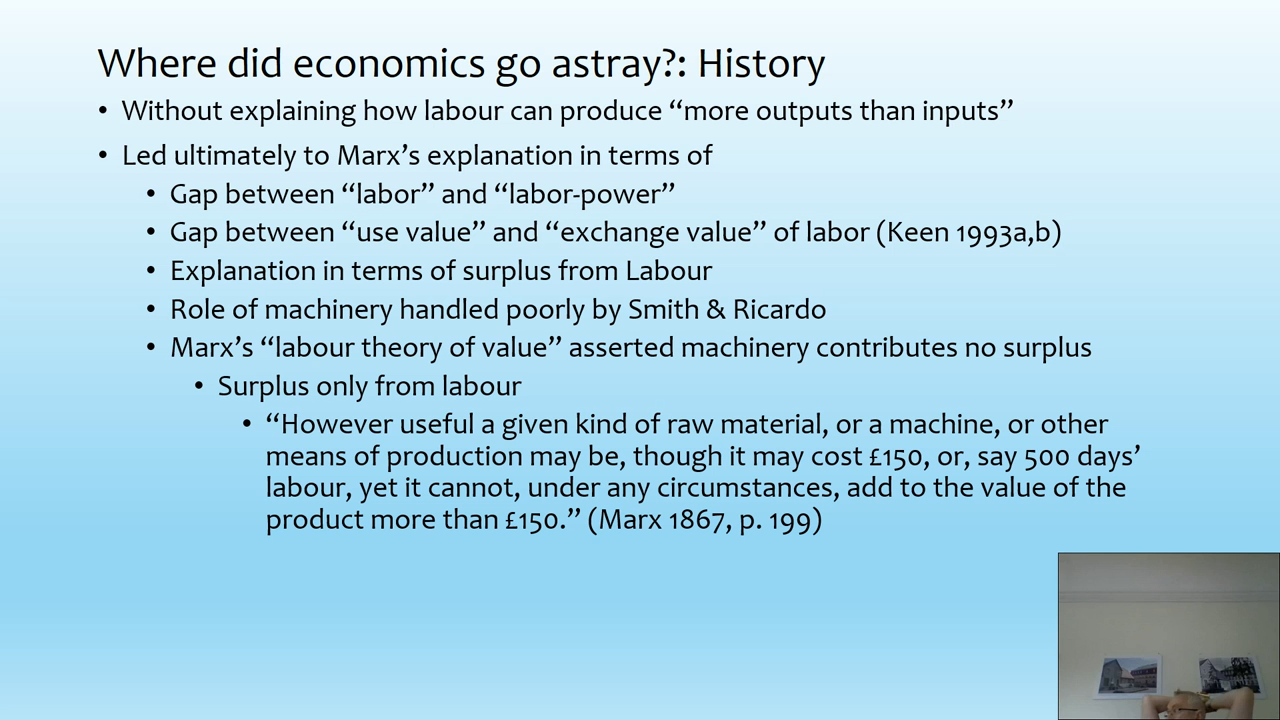 Where did economics go astray?: History
• Without explaining how labour can produce “more outputs than inputs”
• Led ultimately to Marx’s explanation in terms of
• Gap between “labor” and “labor-power”
• Gap between “use value” and “exchange value” of labor (Keen 1993a,b)
• Explanation in terms of surplus from Labour
• Role of machinery handled poorly by Smith & Ricardo
• Marx’s “labour theory of value” asserted machinery contributes no surplus
• Surplus only from labour
• “However useful a given kind of raw material, or a machine, or other
means of production may be, though it may cost £150, or, say 500 days’
labour, yet it cannot, under any circumstances, add to the value of the
product more than £150.” (Marx 1867, p. 199)